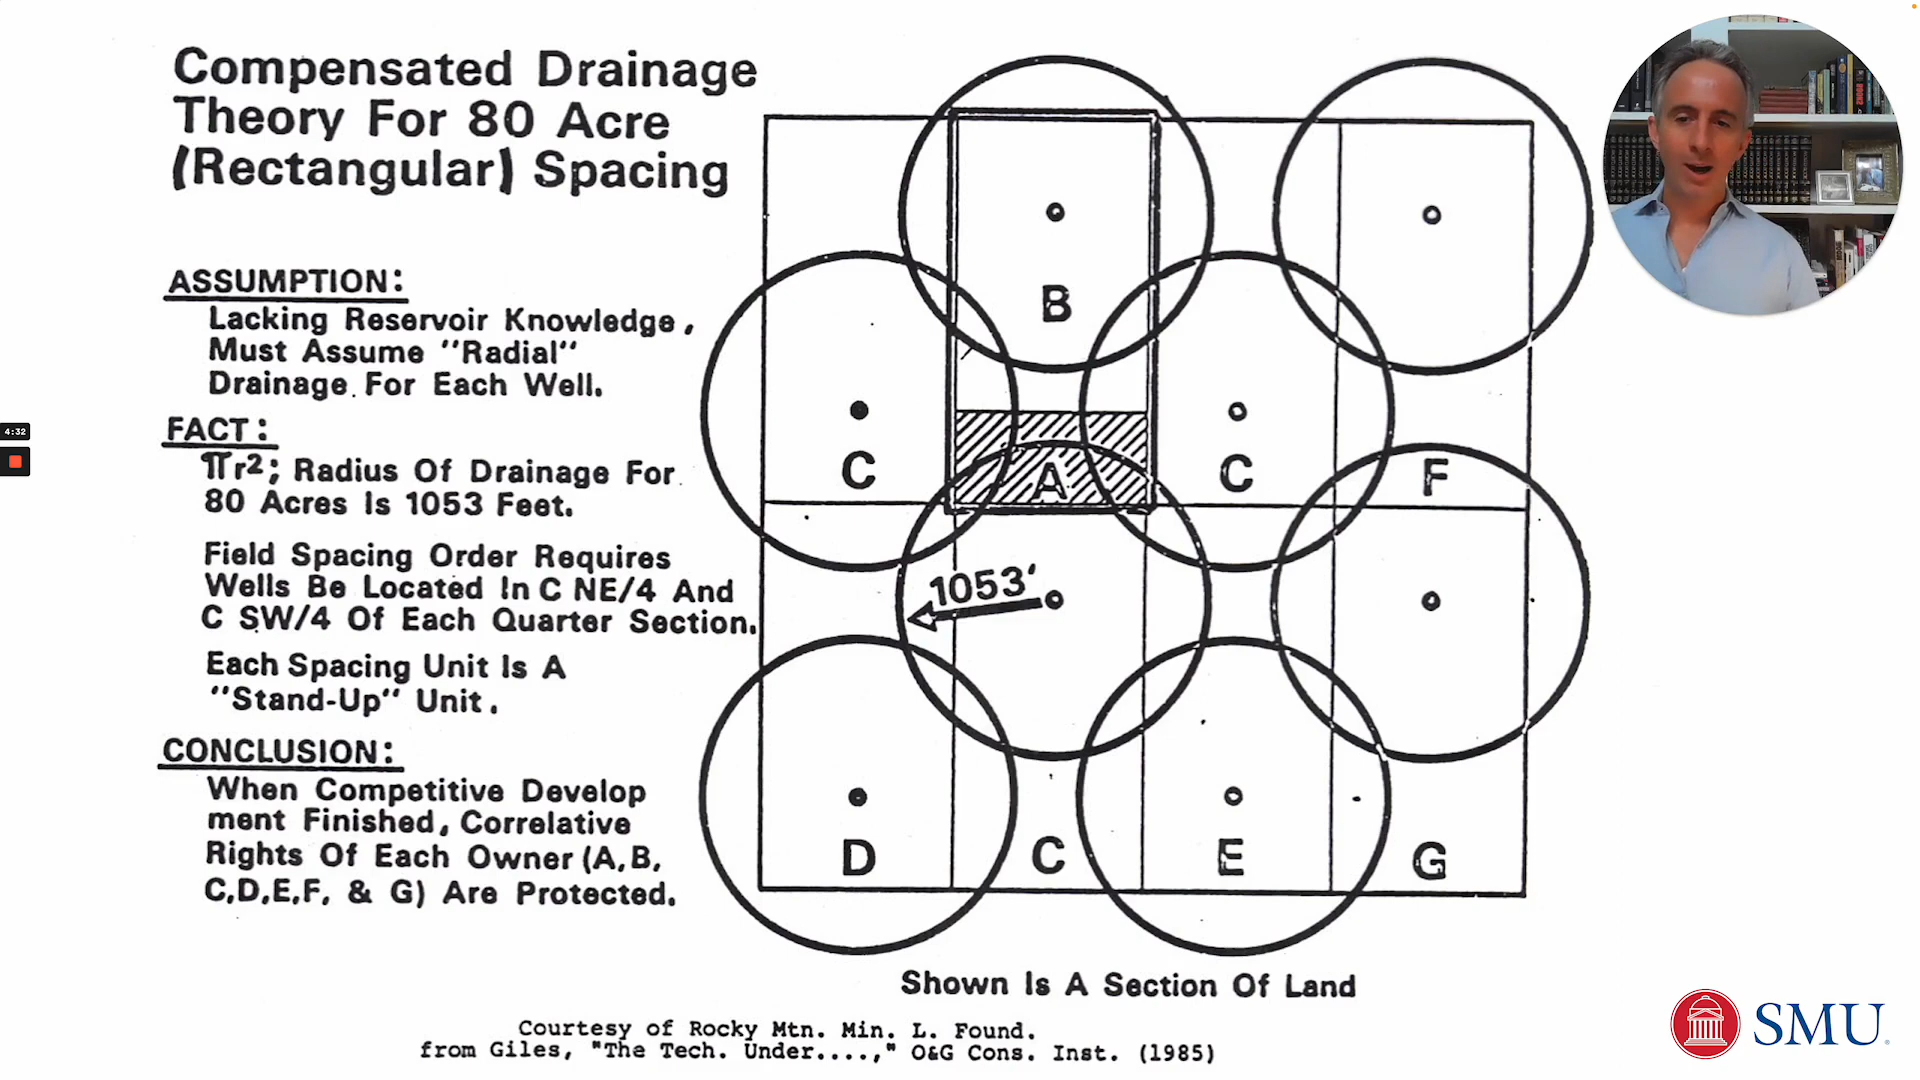 Compensated Drainage
Theory For 80 Acre
(Rectangular) Spacing
ASSUMPTION:
Lacking Reservoir Knowledge,
Must Assume "Radial"
Drainage For Each Well.
FACT:
πr²; Radius Of Drainage For
80 Acres Is 1053 Feet.
Field Spacing Order Requires
Wells Be Located In C NE/4 And
C SW/4 Of Each Quarter Section.
Each Spacing Unit Is A
"Stand-Up" Unit.
CONCLUSION:
When Competitive Develop
ment Finished, Correlative
Rights Of Each Owner (A,B,
C,D,E,F, & G) Are Protected.
B
C
A
C
F
1053'
D
C
E
G
Shown Is A Section Of Land
Courtesy of Rocky Mtn. Min. L. Found.
from Giles, "The Tech. Under....," O&G Cons. Inst. (1985)
4:32
SMU